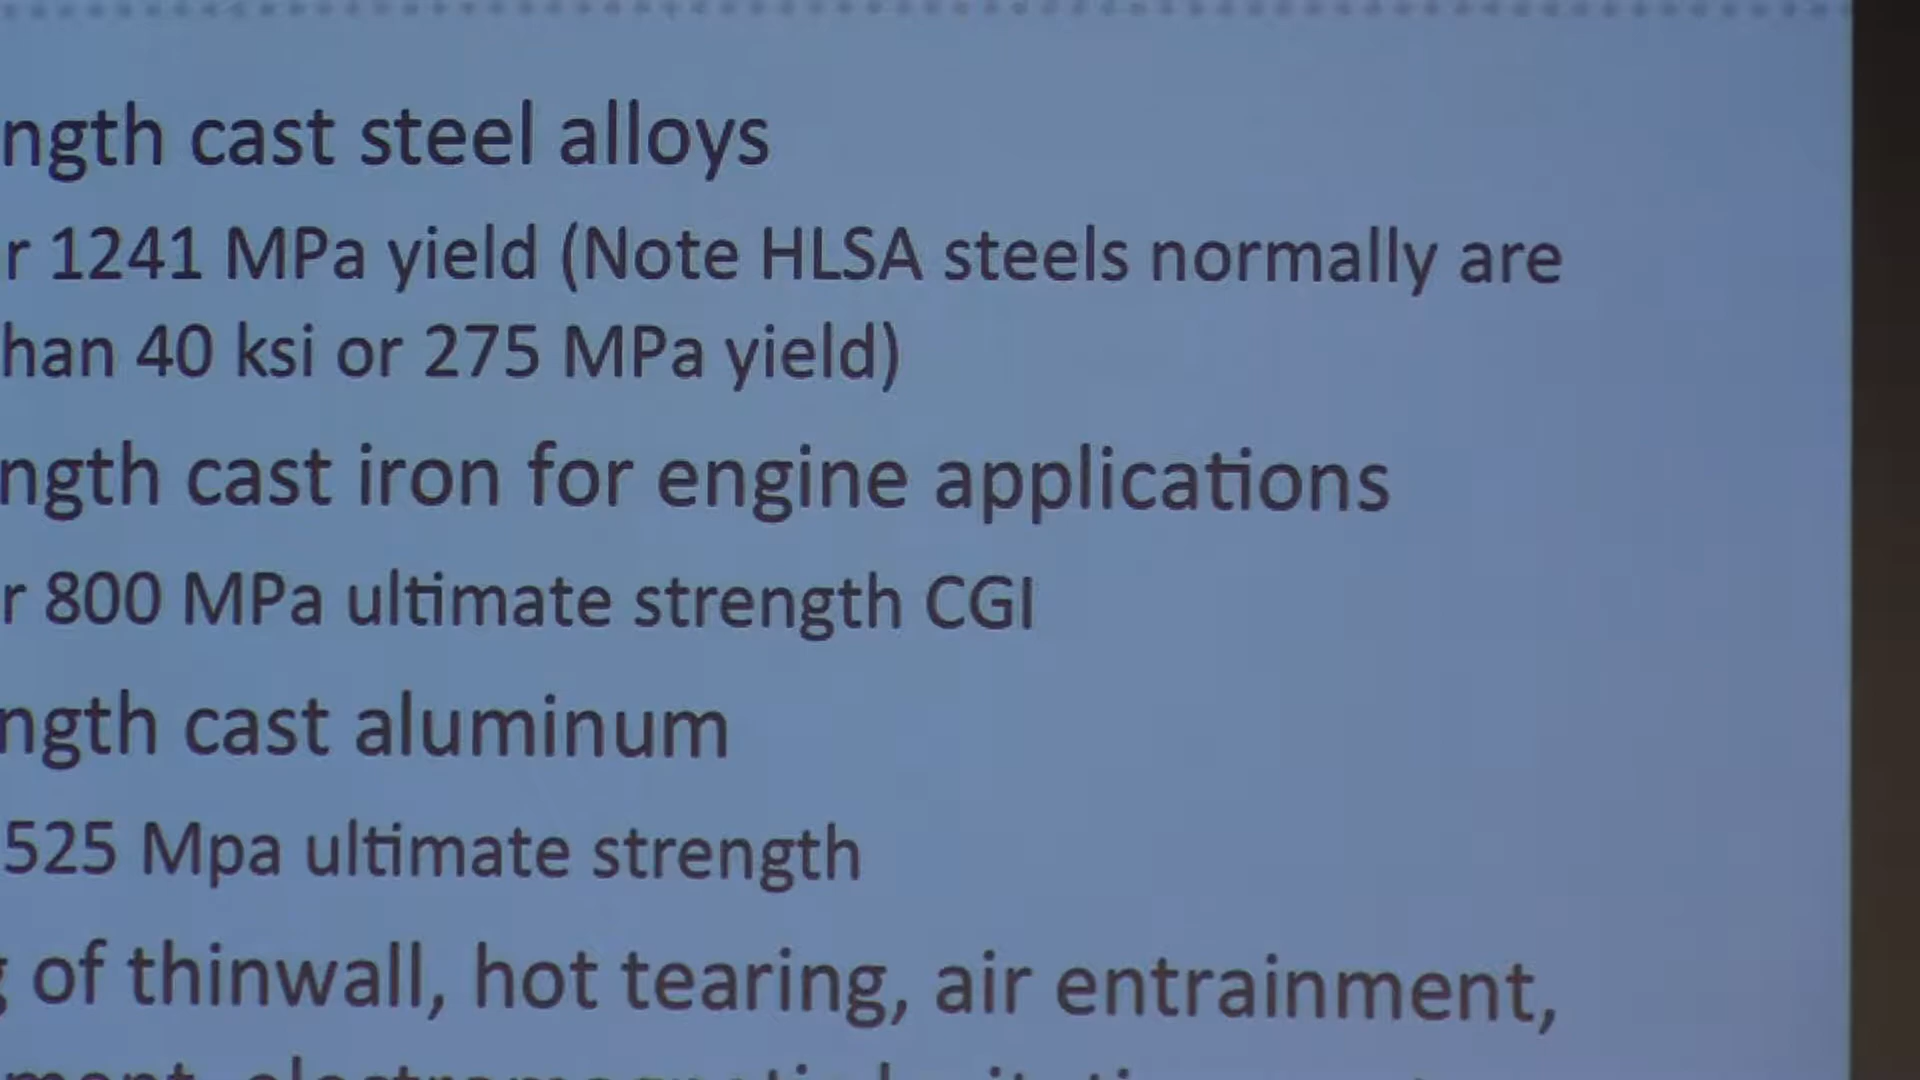 ngth cast steel alloys
r 1241 MPa yield (Note HLSA steels normally are
han 40 ksi or 275 MPa yield)
ngth cast iron for engine applications
r 800 MPa ultimate strength CGI
ngth cast aluminum
525 Mpa ultimate strength
of thinwall, hot tearing, air entrainment,